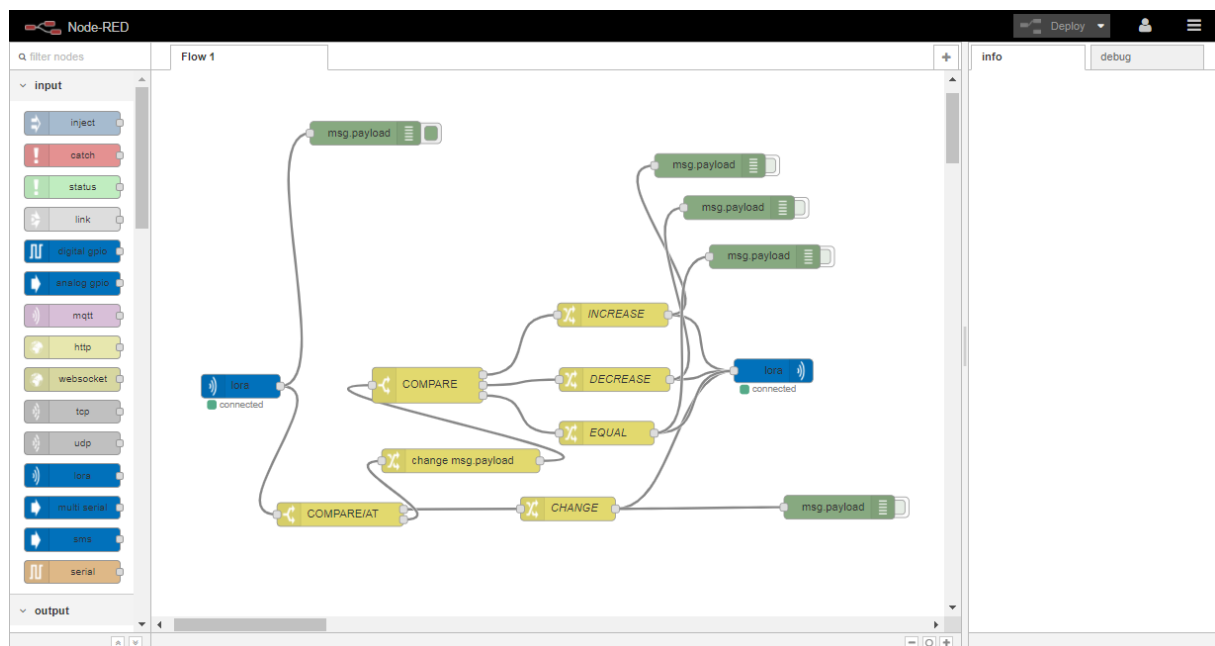 Node-RED
Deploy
filter nodes
Flow 1
info
debug
input
inject
catch
status
link
digital gpio
analog gpio
mqtt
http
websocket
tcp
udp
lora
multi serial
sms
serial
output
msg.payload
msg.payload
msg.payload
msg.payload
INCREASE
lora
connected
COMPARE
DECREASE
lora
connected
EQUAL
change msg.payload
COMPARE/AT
CHANGE
msg.payload